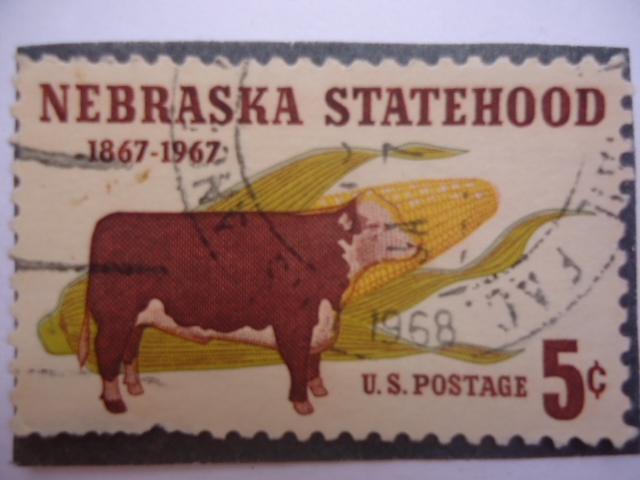 NEBRASKA STATEHOOD
1867-1967
1968
U.S. POSTAGE 5¢